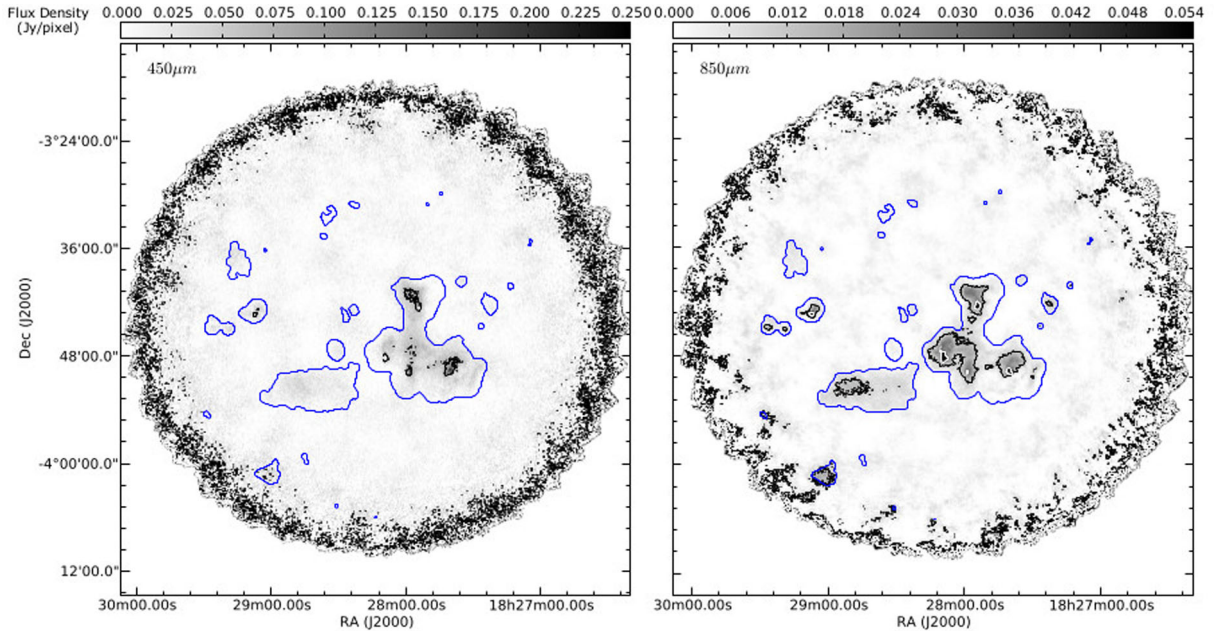 Flux Density 0.000 0.025 0.050 0.075 0.100 0.125 0.150 0.175 0.200 0.225 0.250 0.000 0.006 0.012 0.018 0.024 0.030 0.036 0.042 0.048 0.054
(Jy/pixel)
450μm 850μm
-3°24'00.0"
36'00.0"
Dec (J2000)
48'00.0"
-4°00'00.0"
12'00.0"
30m00.00s 29m00.00s 28m00.00s 18h27m00.00s 30m00.00s 29m00.00s 28m00.00s 18h27m00.00s
RA (J2000) RA (J2000)